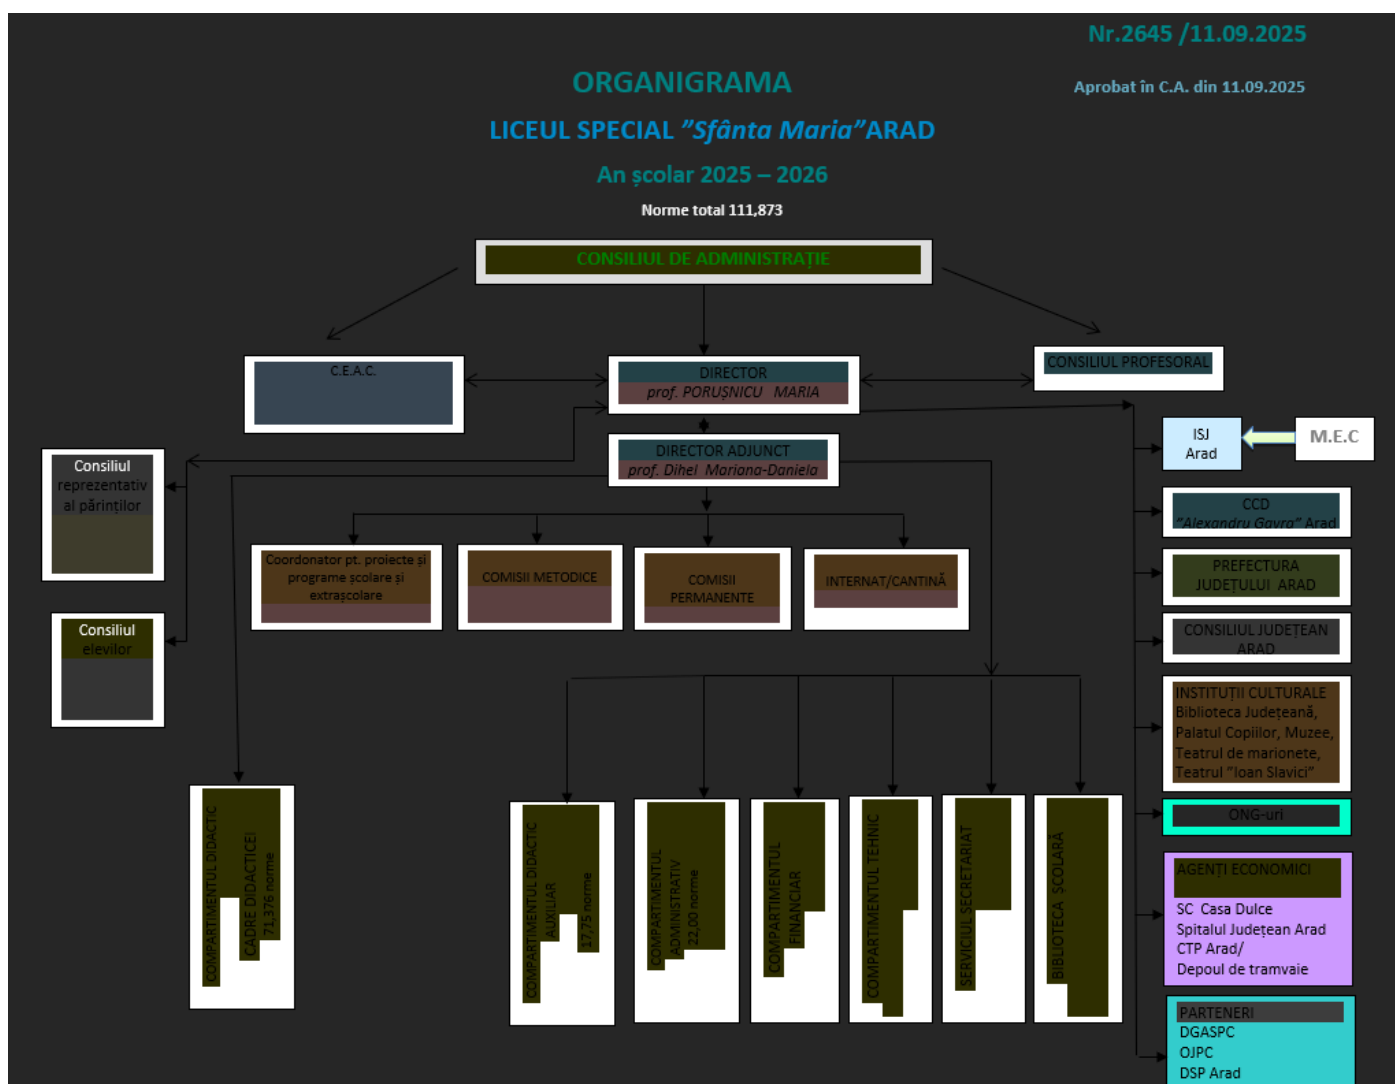 Nr.2645 /11.09.2025
ORGANIGRAMA
Aprobat în C.A. din 11.09.2025
LICEUL SPECIAL ”Sfânta Maria”ARAD
An școlar 2025 – 2026
Norme total 111,873
CONSILIUL DE ADMINISTRAȚIE
C.E.A.C.
DIRECTOR
prof. PORUȘNICU MARIA
CONSILIUL PROFESORAL
DIRECTOR ADJUNCT
prof. Dihel Mariana-Daniela
Consiliul
reprezentativ
al părinților
Consiliul
elevilor
Coordonator pt. proiecte și
programe școlare și
extrașcolare
COMISII METODICE
COMISII
PERMANENTE
INTERNAT/CANTINĂ
ISJ
Arad
M.E.C
CCD
”Alexandru Gavra” Arad
PREFECTURA
JUDEȚULUI ARAD
CONSILIUL JUDEȚEAN
ARAD
INSTITUȚII CULTURALE
Biblioteca Județeană,
Palatul Copiilor, Muzee,
Teatrul de marionete,
Teatrul ”Ioan Slavici”
ONG-uri
AGENȚI ECONOMICI
SC Casa Dulce
Spitalul Județean Arad
CTP Arad/
Depoul de tramvaie
PARTENERI
DGASPC
OJPC
DSP Arad
COMPARTIMENTUL DIDACTIC
CADRE DIDACTICEI
71,376 norme
COMPARTIMENTUL DIDACTIC
AUXILIAR
17,75 norme
COMPARTIMENTUL
ADMINISTRATIV
22,00 norme
COMPARTIMENTUL
FINANCIAR
COMPARTIMENTUL TEHNIC
SERVICIUL SECRETARIAT
BIBLIOTECA ȘCOLARĂ